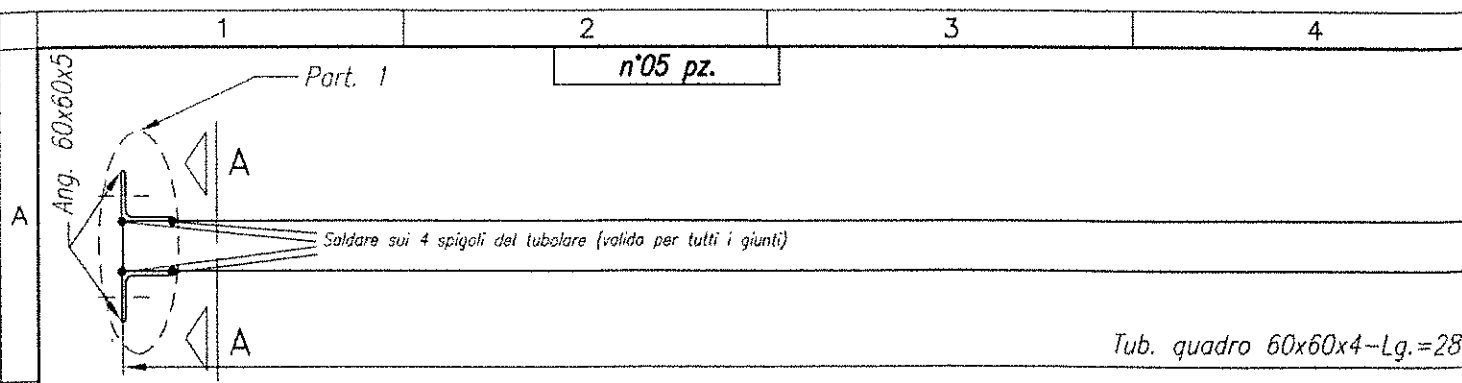 1 2 3 4
n°05 pz.
Part. 1
Ang. 60x60x5
A
A
Saldare sui 4 spigoli del tubolare (valido per tutti i giunti)
A
Tub. quadro 60x60x4-Lg.=28